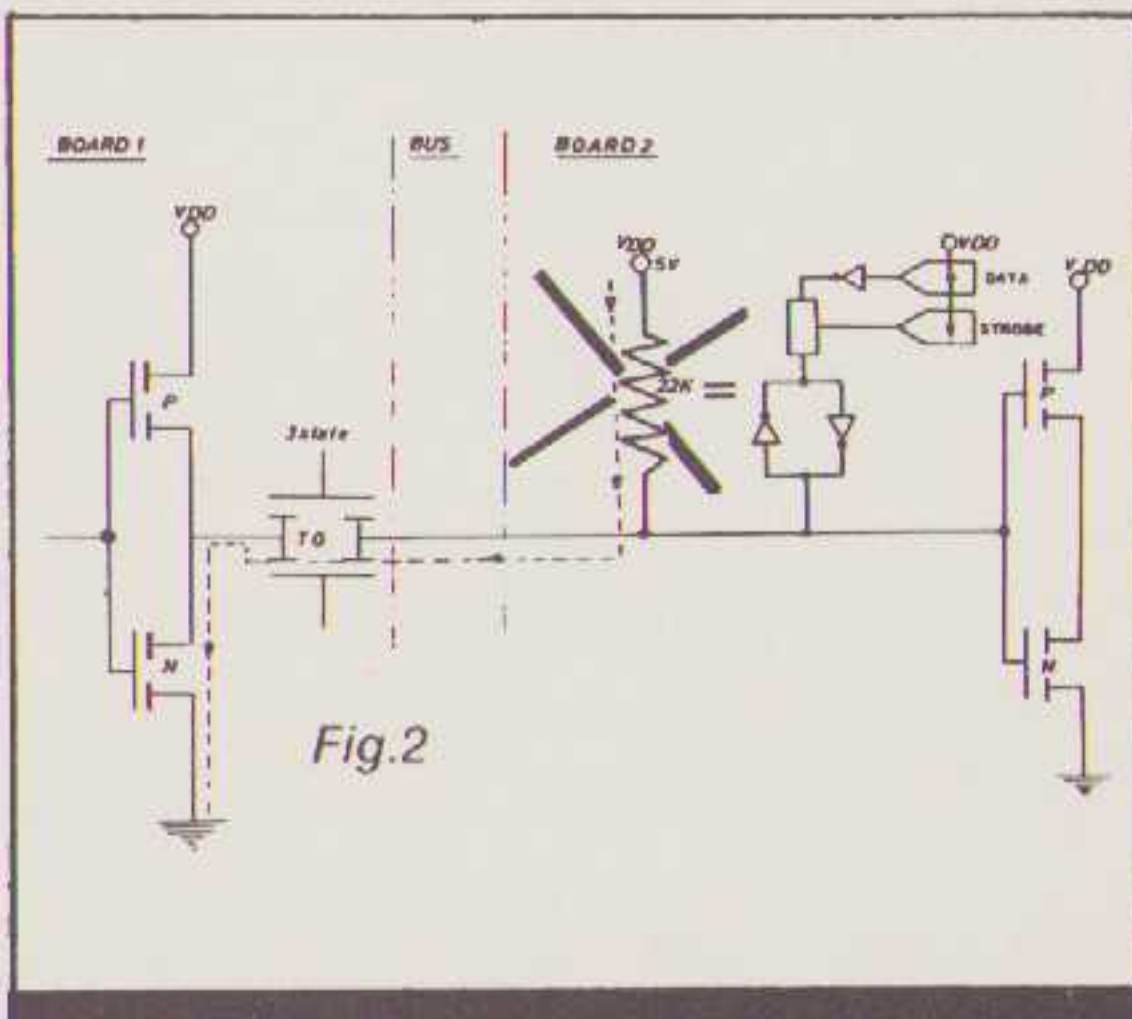 BOARD 1
BUS
BOARD 2
VDD
VDD
5V
VDD
DATA
VDD
STROBE
P
22K
P
3state
TG
N
N
Fig.2